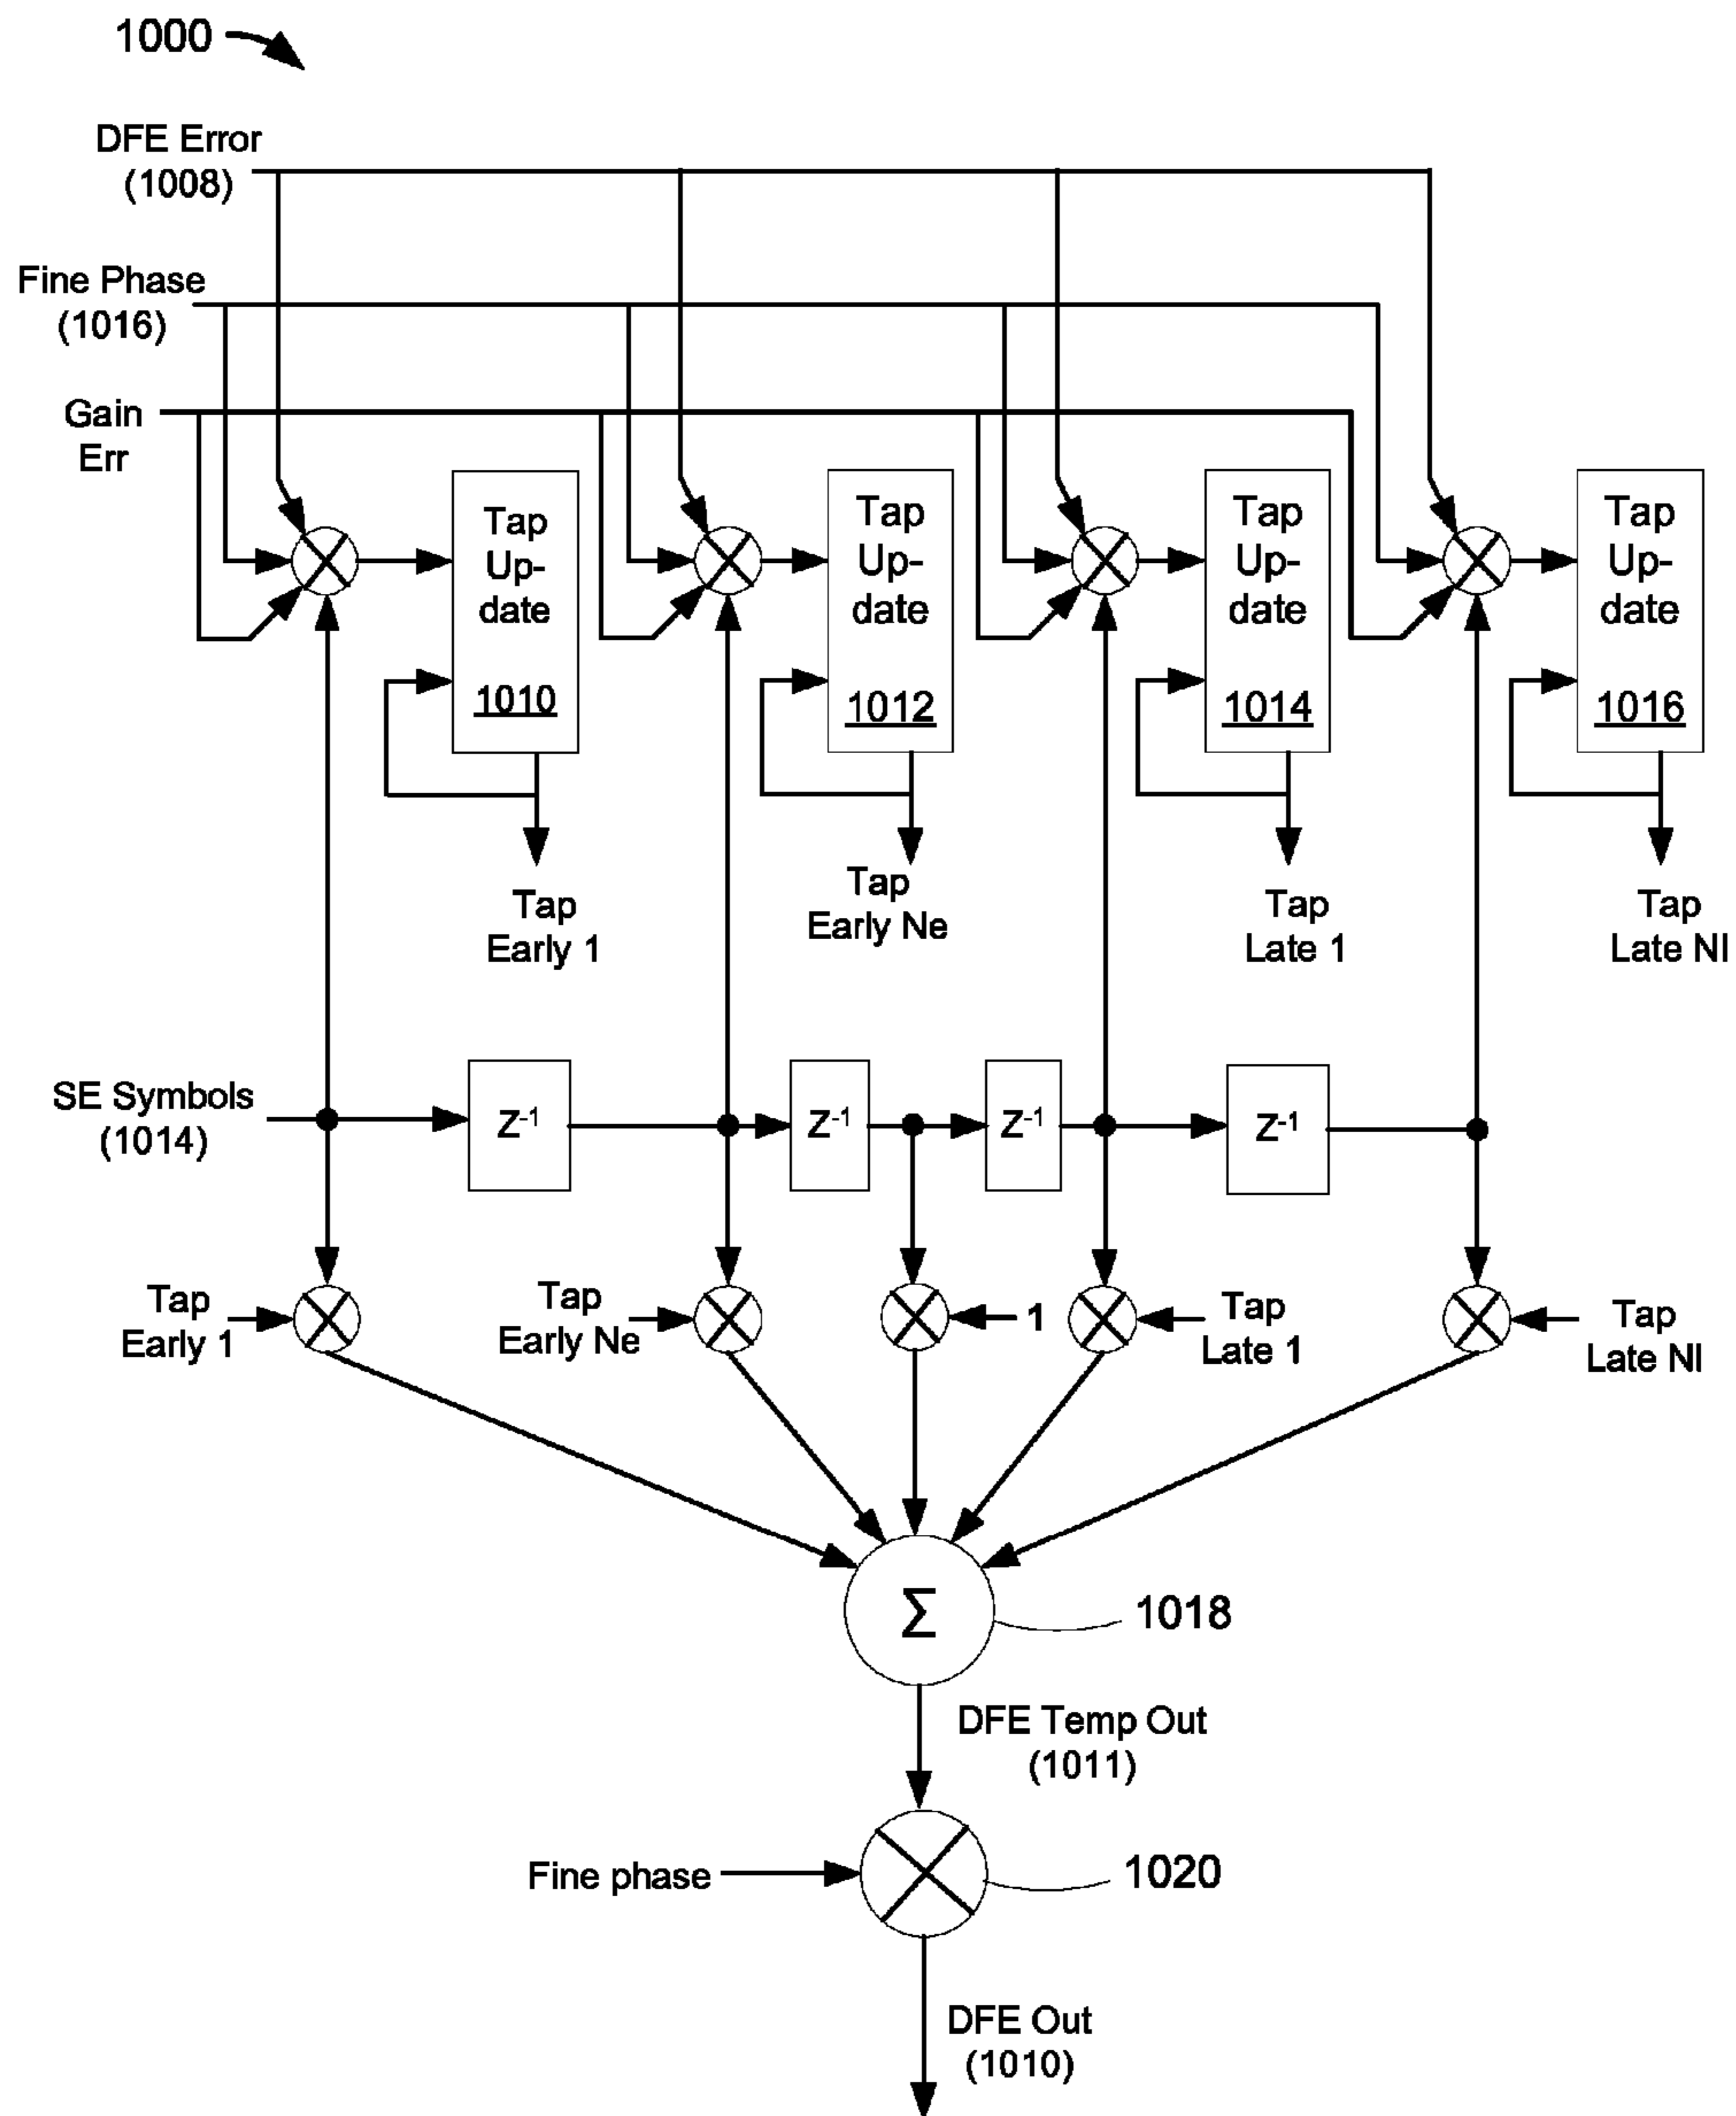 1000
DFE Error
(1008)
Fine Phase
(1016)
Gain
Err
Tap
Up-
date
1010
Tap
Up-
date
1012
Tap
Up-
date
1014
Tap
Up-
date
1016
Tap
Early 1
Tap
Early Ne
Tap
Late 1
Tap
Late Nl
SE Symbols
(1014)
Z-1
Z-1
Z-1
Z-1
Tap
Early 1
Tap
Early Ne
1
Tap
Late 1
Tap
Late Nl
Σ
1018
DFE Temp Out
(1011)
Fine phase
1020
DFE Out
(1010)